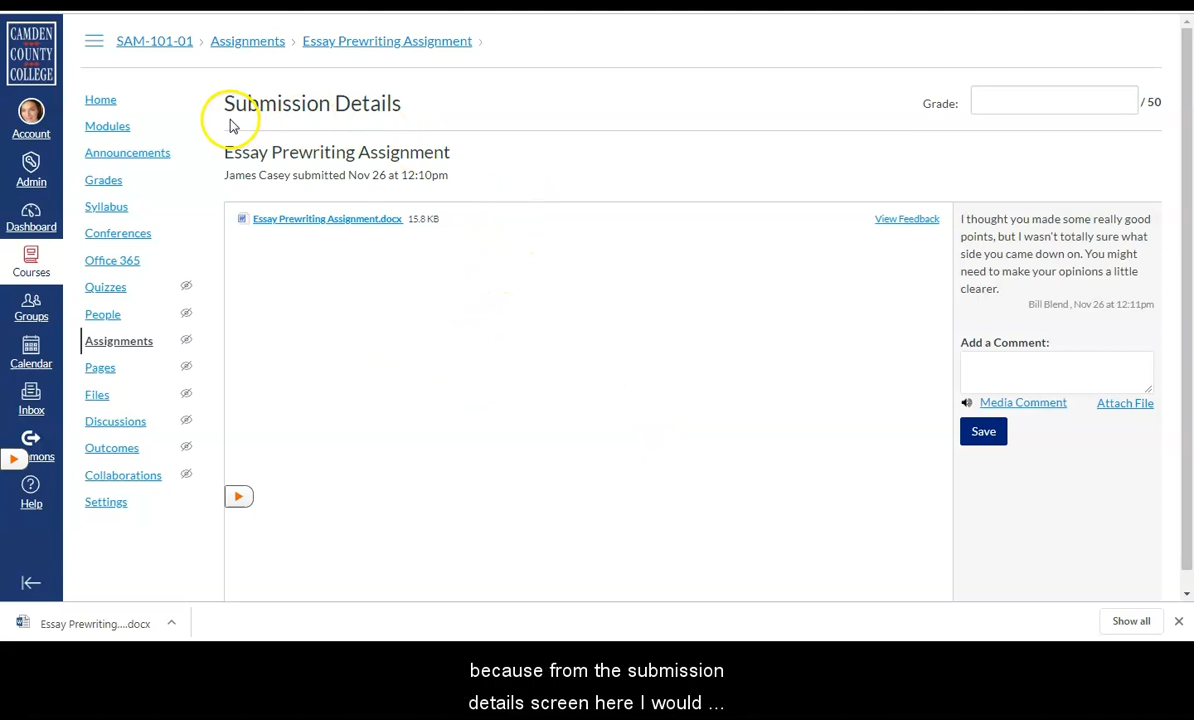 CAMDEN
COUNTY
COLLEGE
Account
Admin
Dashboard
Courses
Groups
Calendar
Inbox
mons
Help
SAM-101-01 › Assignments › Essay Prewriting Assignment ›
Home
Modules
Announcements
Grades
Syllabus
Conferences
Office 365
Quizzes
People
Assignments
Pages
Files
Discussions
Outcomes
Collaborations
Settings
Submission Details
Grade: / 50
Essay Prewriting Assignment
James Casey submitted Nov 26 at 12:10pm
Essay Prewriting Assignment.docx 15.8 KB View Feedback
I thought you made some really good
points, but I wasn't totally sure what
side you came down on. You might
need to make your opinions a little
clearer.
Bill Blend , Nov 26 at 12:11pm
Add a Comment:
Media Comment Attach File
Save
Essay Prewriting....docx
Show all
because from the submission
details screen here I would ...